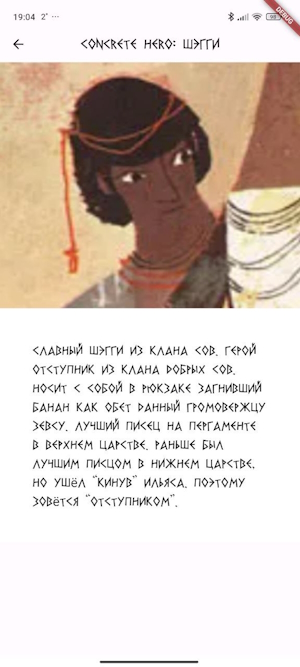 19:04 2° ...
98
DEBUG
← CONCRETE HERO: ШЭГГИ
СЛАВНЫЙ ШЭГГИ ИЗ КЛАНА СОВ. ГЕРОЙ
ОТСТУПНИК ИЗ КЛАНА ДОБРЫХ СОВ.
НОСИТ С СОБОЙ В РЮКЗАКЕ ЗАГНИВШИЙ
БАНАН КАК ОБЕТ ДАННЫЙ ГРОМОВЕРЖЦУ
ЗЕВСУ. ЛУЧШИЙ ПИСЕЦ НА ПЕРГАМЕНТЕ
В ВЕРХНЕМ ЦАРСТВЕ. РАНЬШЕ БЫЛ
ЛУЧШИМ ПИСЦОМ В НИЖНЕМ ЦАРСТВЕ,
НО УШЁЛ "КИНУВ" ИЛЬЯСА. ПОЭТОМУ
ЗОВЁТСЯ "ОТСТУПНИКОМ".